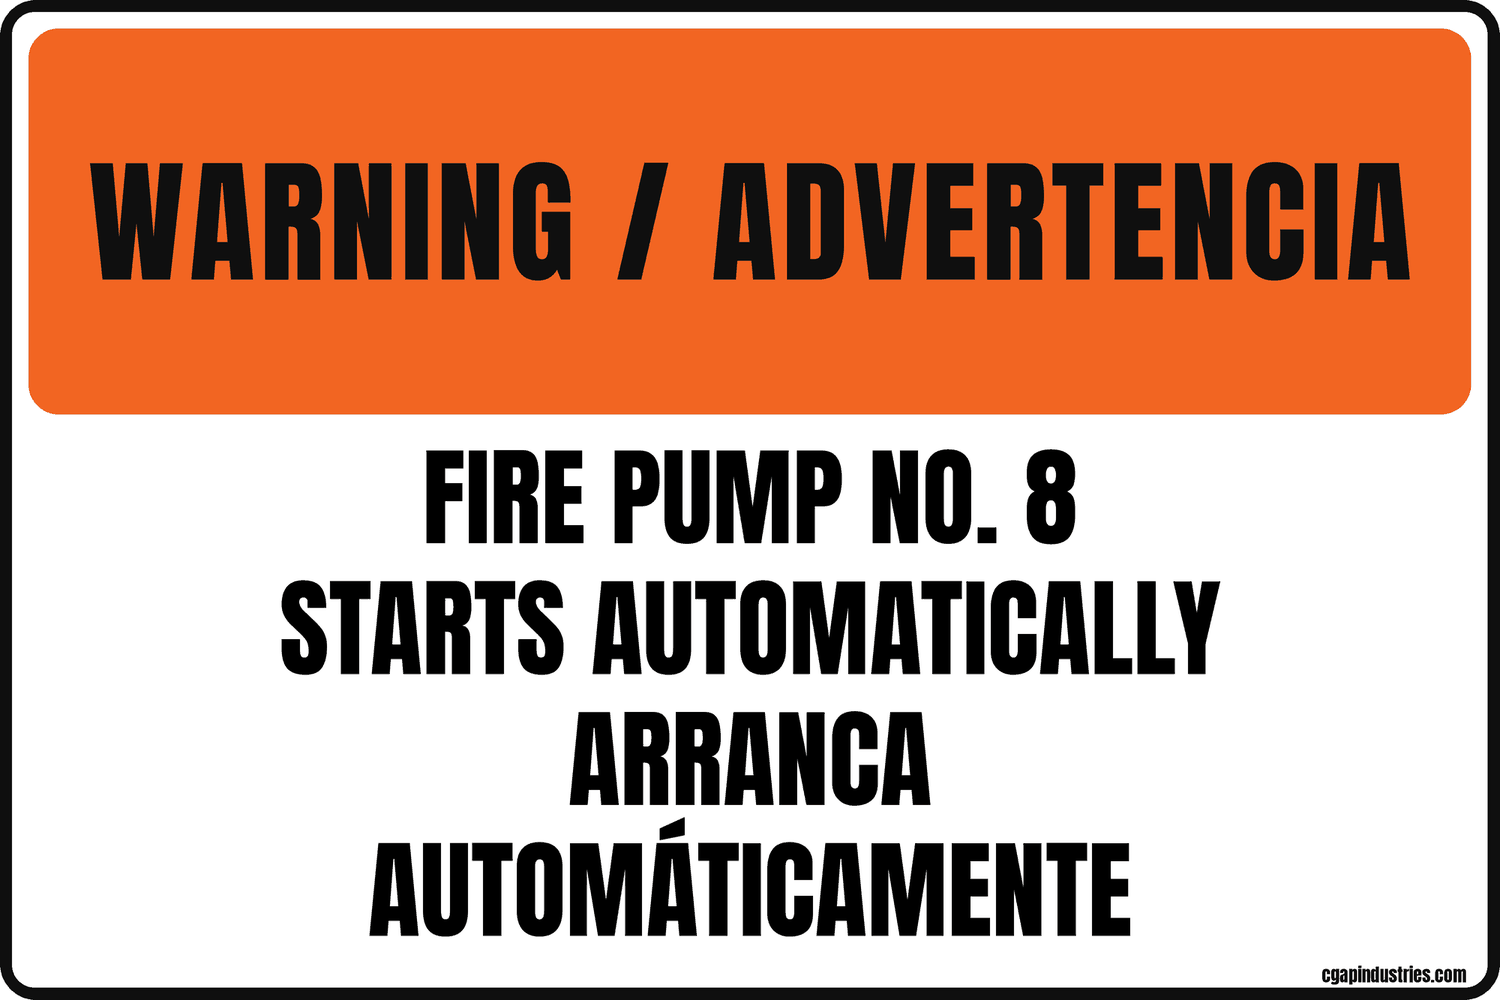 WARNING / ADVERTENCIA
FIRE PUMP NO. 8
STARTS AUTOMATICALLY
ARRANCA
AUTOMÁTICAMENTE
cgapindustries.com